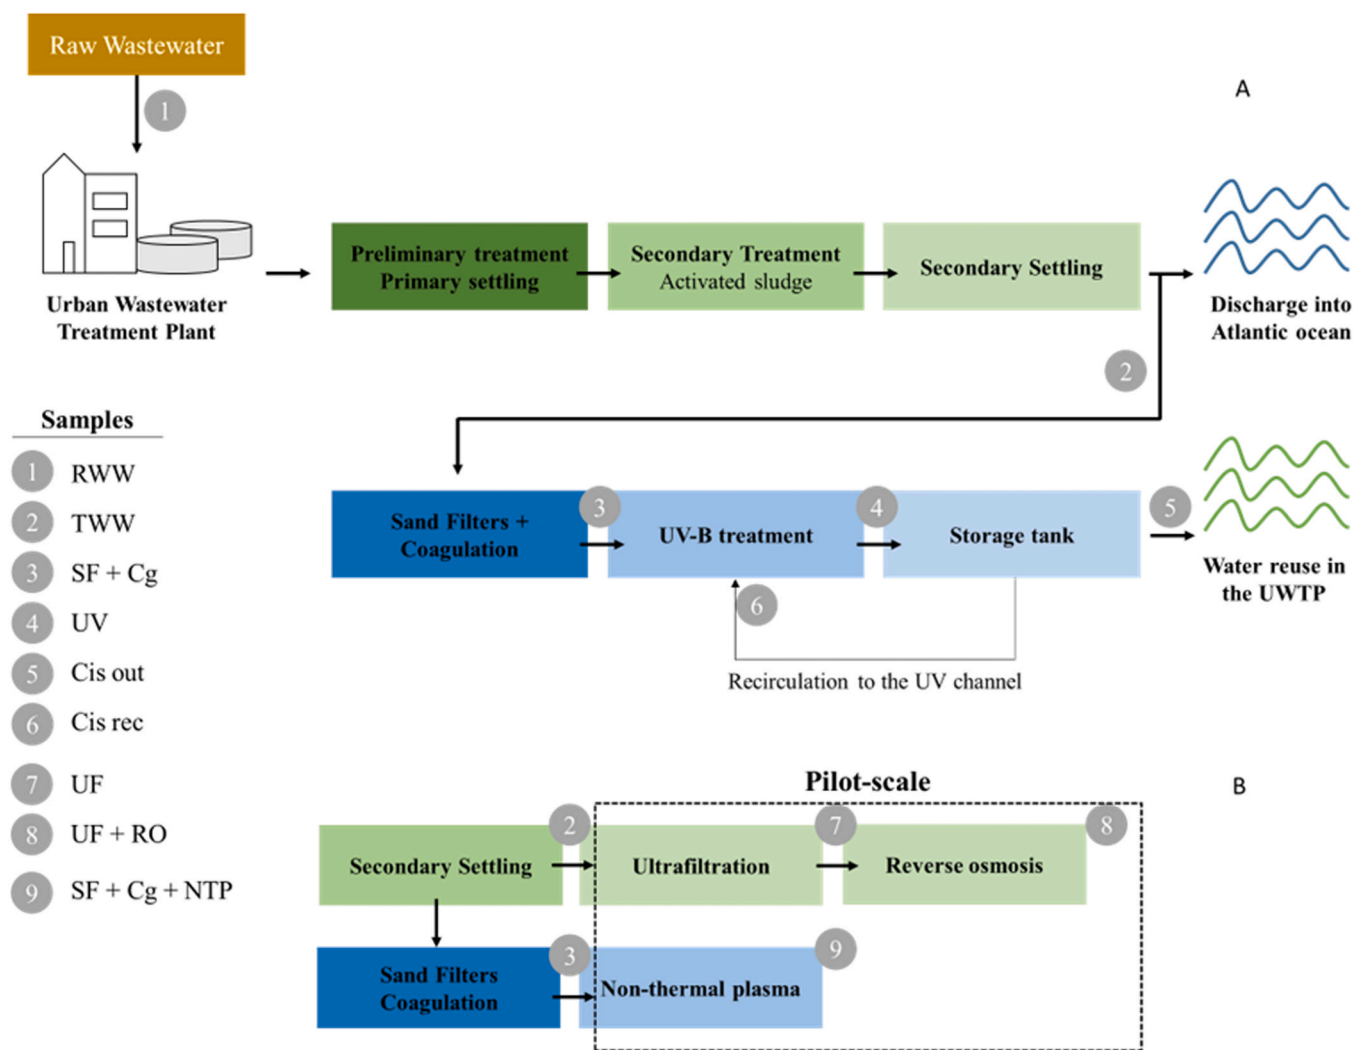 Raw Wastewater
1
A
Urban Wastewater
Treatment Plant
Preliminary treatment
Primary settling
Secondary Treatment
Activated sludge
Secondary Settling
Discharge into
Atlantic ocean
2
Samples
1 RWW
2 TWW
3 SF + Cg
4 UV
5 Cis out
6 Cis rec
7 UF
8 UF + RO
9 SF + Cg + NTP
Sand Filters +
Coagulation
3
UV-B treatment
4
Storage tank
5
Water reuse in
the UWTP
6
Recirculation to the UV channel
Pilot-scale
B
Secondary Settling
2
Ultrafiltration
7
Reverse osmosis
8
Sand Filters
Coagulation
3
Non-thermal plasma
9